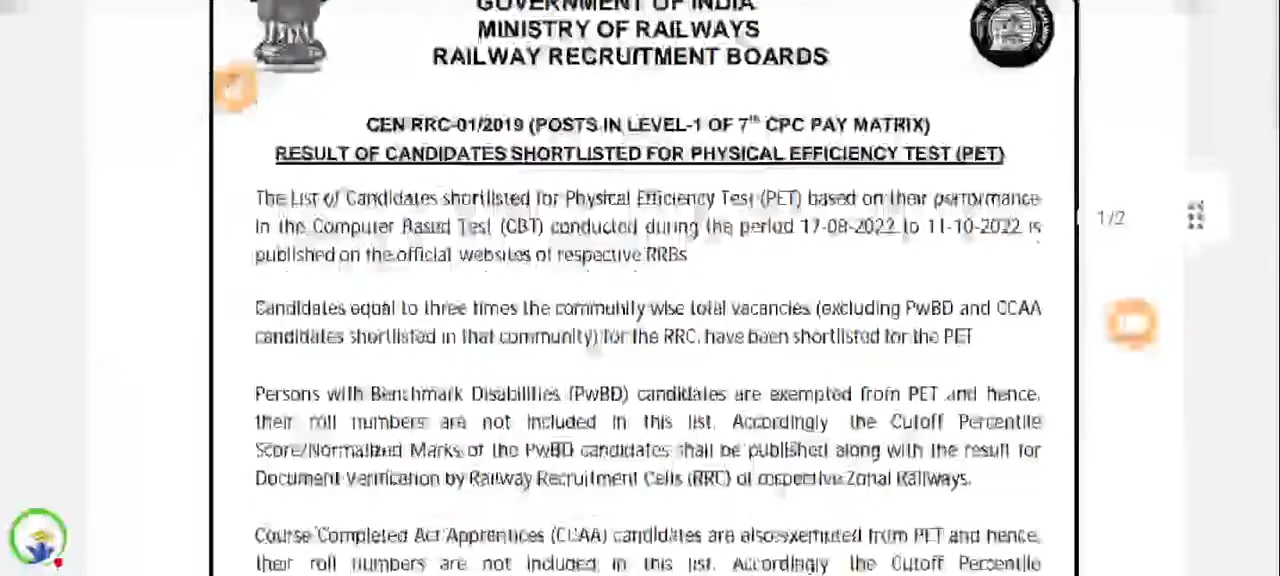 GOVERNMENT OF INDIA
MINISTRY OF RAILWAYS
RAILWAY RECRUITMENT BOARDS
CEN RRC-01/2019 (POSTS IN LEVEL-1 OF 7th CPC PAY MATRIX)
RESULT OF CANDIDATES SHORTLISTED FOR PHYSICAL EFFICIENCY TEST (PET)
The List of Candidates shortlisted for Physical Efficiency Test (PET) based on their performance
in the Computer Based Test (CBT) conducted during the period 17-08-2022 to 11-10-2022 is
published on the official websites of respective RRBs
1/2
Candidates equal to three times the community wise total vacancies (excluding PwBD and CCAA
candidates shortlisted in that community) for the RRC, have been shortlisted for the PET
Persons with Benchmark Disabilities (PwBD) candidates are exempted from PET and hence,
their roll numbers are not included in this list. Accordingly the Cutoff Percentile
Score/Normalized Marks of the PwBD candidates shall be published along with the result for
Document Verification by Railway Recruitment Cells (RRC) of respective Zonal Railways.
Course Completed Act Apprentices (CCAA) candidates are also exempted from PET and hence,
their roll numbers are not included in this list. Accordingly the Cutoff Percentile